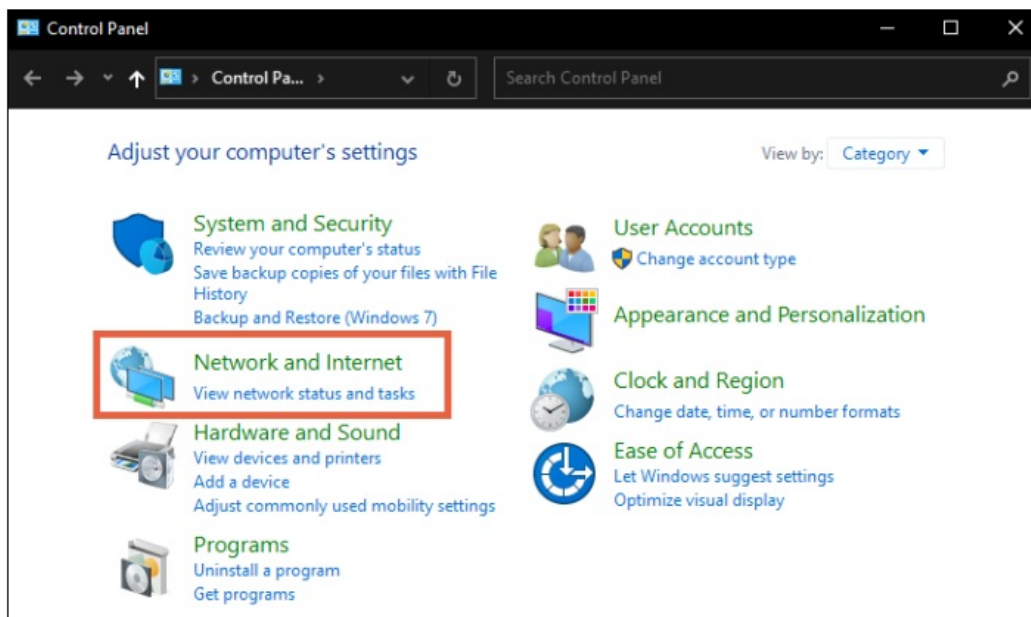 Control Panel
Control Pa...
Search Control Panel
Adjust your computer's settings
View by: Category
System and Security
Review your computer's status
Save backup copies of your files with File
History
Backup and Restore (Windows 7)
Network and Internet
View network status and tasks
Hardware and Sound
View devices and printers
Add a device
Adjust commonly used mobility settings
Programs
Uninstall a program
Get programs
User Accounts
Change account type
Appearance and Personalization
Clock and Region
Change date, time, or number formats
Ease of Access
Let Windows suggest settings
Optimize visual display